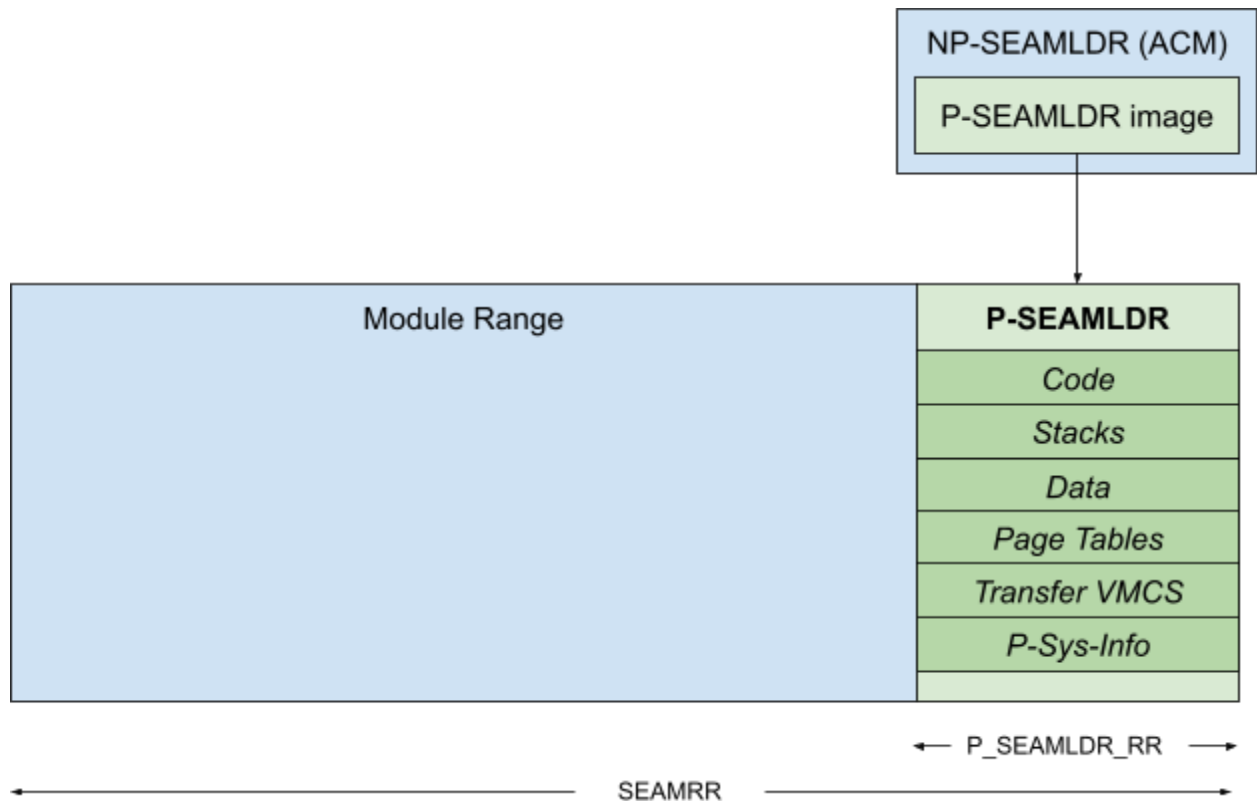 NP-SEAMLDR (ACM)
P-SEAMLDR image
Module Range
P-SEAMLDR
Code
Stacks
Data
Page Tables
Transfer VMCS
P-Sys-Info
P_SEAMLDR_RR
SEAMRR